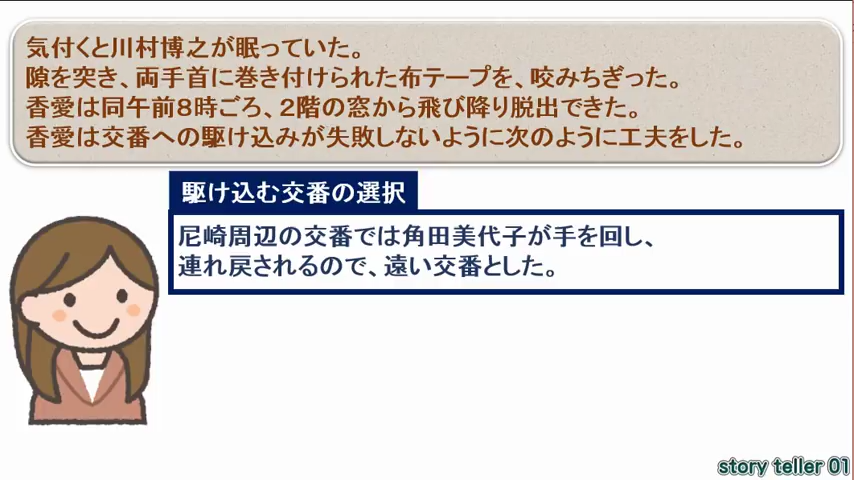 気付くと川村博之が眠っていた。
隙を突き、両手首に巻き付けられた布テープを、咬みちぎった。
香愛は同午前8時ごろ、2階の窓から飛び降り脱出できた。
香愛は交番への駆け込みが失敗しないように次のように工夫をした。
駆け込む交番の選択
尼崎周辺の交番では角田美代子が手を回し、
連れ戻されるので、遠い交番とした。
story teller 01